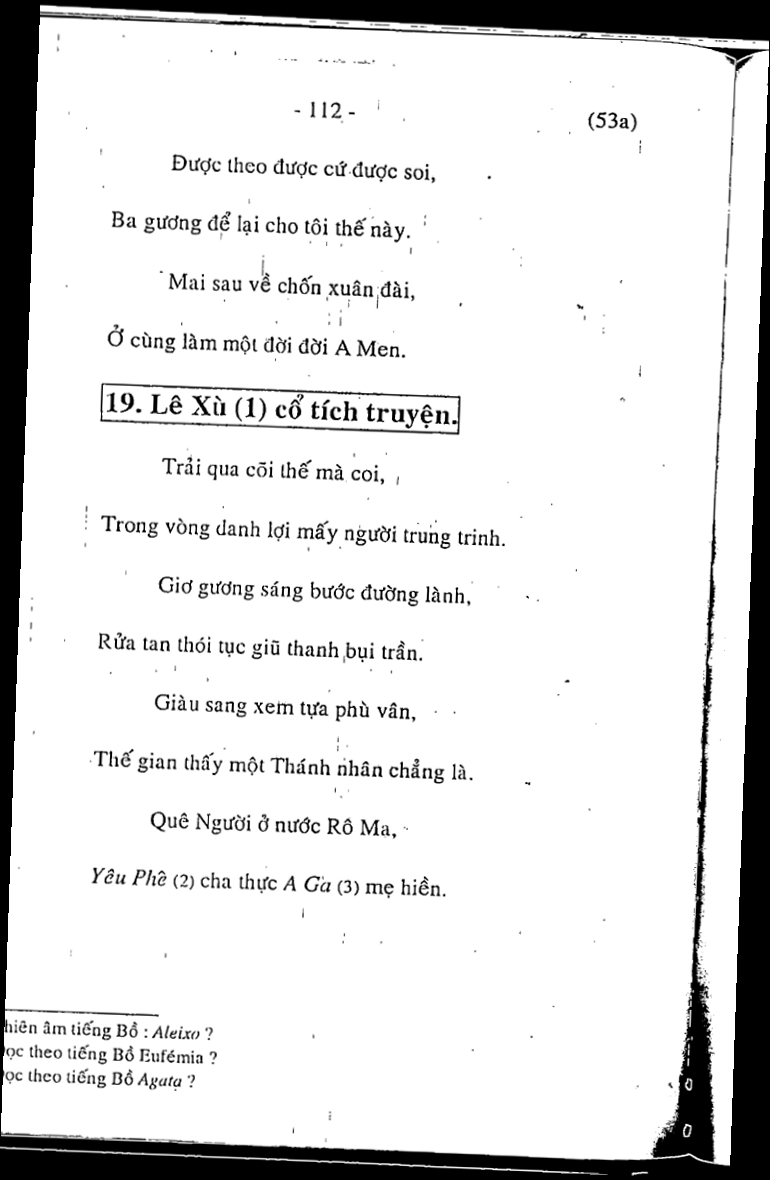 - 112 -
(53a)
Được theo được cứ được soi,
Ba gương để lại cho tôi thế này.
Mai sau về chốn xuân đài,
Ở cùng làm một đời đời A Men.
19. Lê Xù (1) cổ tích truyện.
Trải qua cõi thế mà coi,
Trong vòng danh lợi mấy người trung trinh.
Giơ gương sáng bước đường lành,
Rửa tan thói tục giũ thanh bụi trần.
Giàu sang xem tựa phù vân,
Thế gian thấy một Thánh nhân chẳng là.
Quê Người ở nước Rô Ma,
Yêu Phê (2) cha thực A Ga (3) mẹ hiền.
hiên âm tiếng Bồ : Aleixo ?
ọc theo tiếng Bồ Eufémia ?
ọc theo tiếng Bồ Agata ?